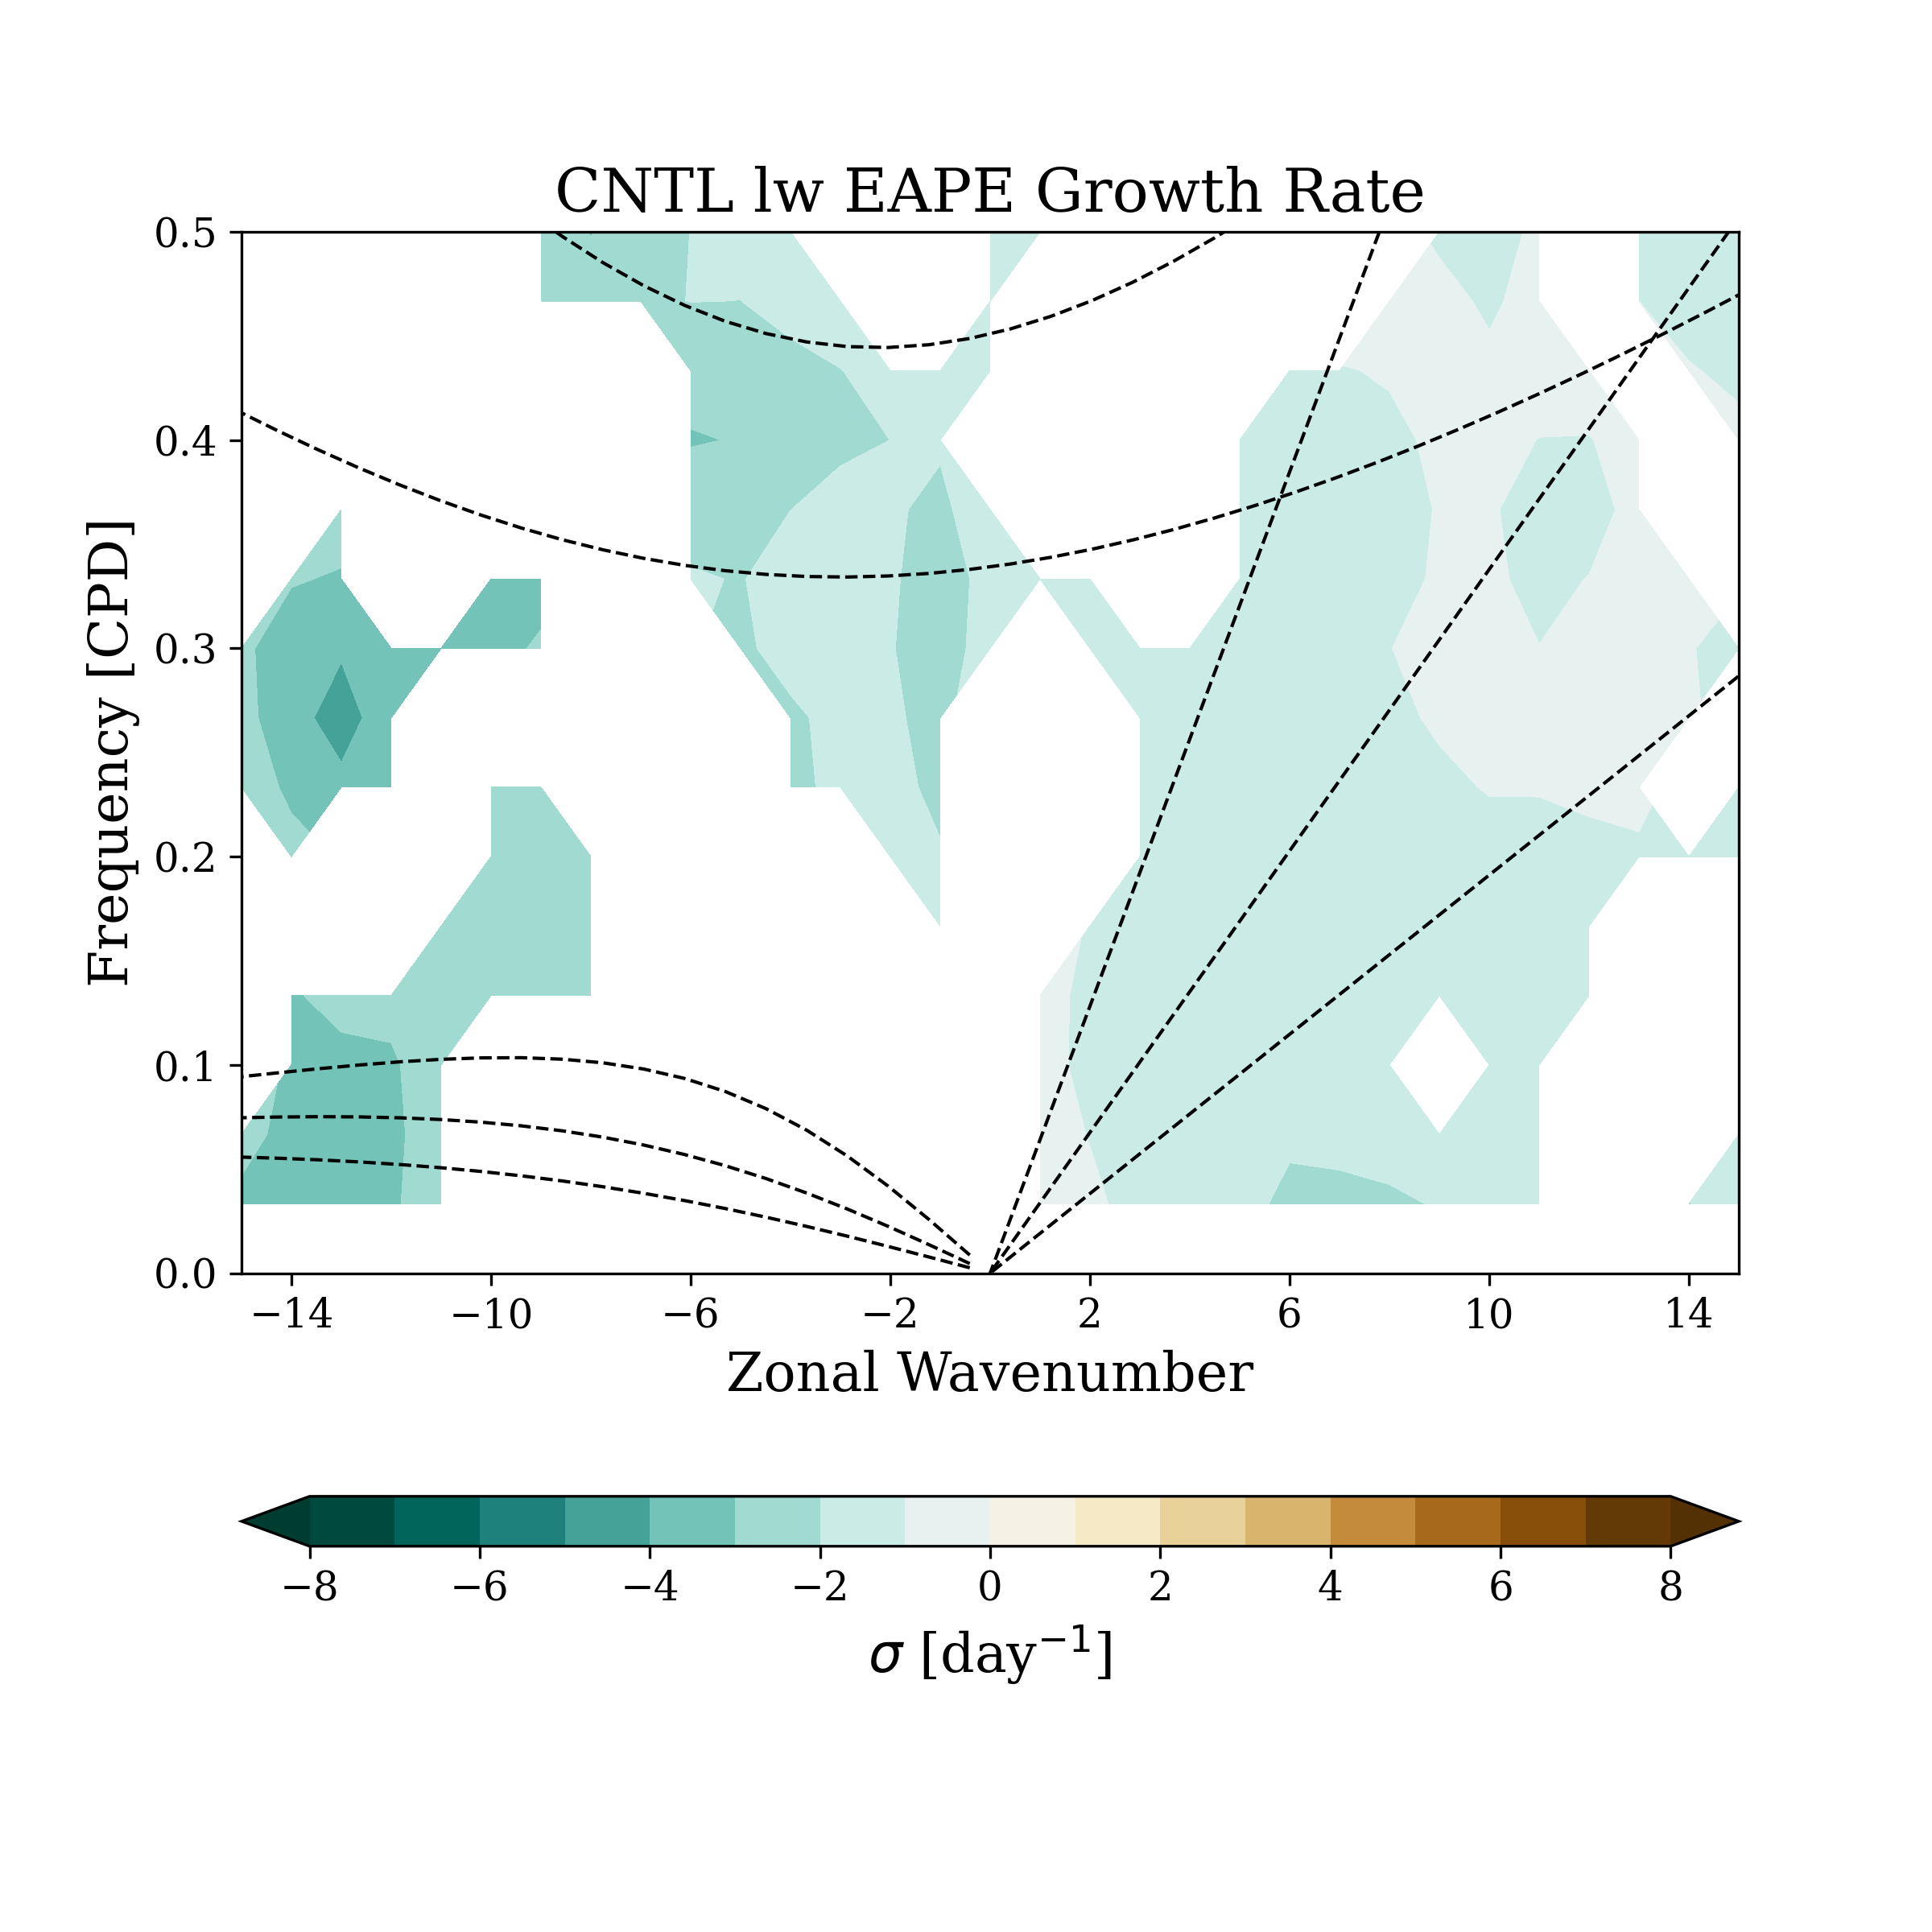 CNTL lw EAPE Growth Rate
0.5
0.4
0.3
0.2
0.1
0.0
Frequency [CPD]
−14 −10 −6 −2 2 6 10 14
Zonal Wavenumber
−8 −6 −4 −2 0 2 4 6 8
σ [day⁻¹]